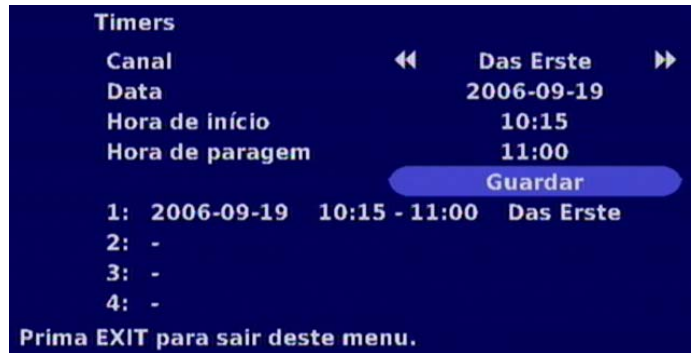 Timers
Canal Das Erste
Data 2006-09-19
Hora de início 10:15
Hora de paragem 11:00
Guardar
1: 2006-09-19 10:15 - 11:00 Das Erste
2: -
3: -
4: -
Prima EXIT para sair deste menu.